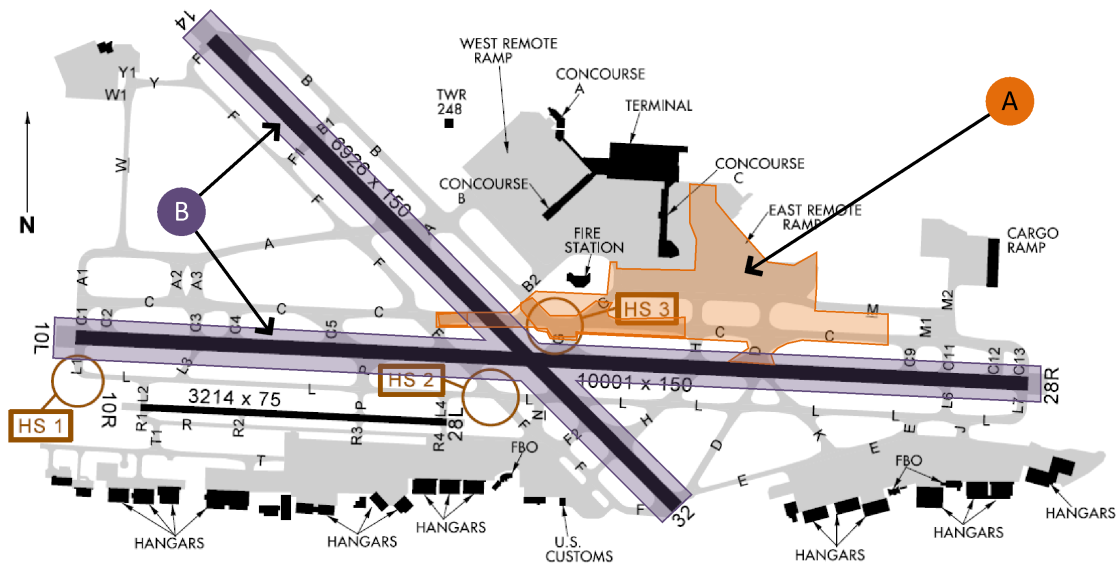 14
F
Y1
Y
W1
B
B
B
B1
F
F1
F
6926 x 150
WEST REMOTE
RAMP
TWR
248
CONCOURSE
A
TERMINAL
A
CONCOURSE
B
CONCOURSE
C
EAST REMOTE
RAMP
CARGO
RAMP
FIRE
STATION
N
W
A
A
F
B2
A1
A2
A3
C
C
C
G
HS 3
M
M2
M1
10L
C1
C2
C3
C4
C5
F
G
H
C
D
C
C9
C11
C12
C13
28R
L1
L
L3
L
P
HS 2
10001 x 150
HS 1
10R
L2
3214 x 75
P
L4
28L
L
N
H
L
L
L6
L7
R1
R
R2
R3
R4
T1
T
F
F2
F
F
32
D
E
K
E
E
J
L
FBO
FBO
HANGARS
HANGARS
HANGARS
U.S.
CUSTOMS
HANGARS
HANGARS
HANGARS